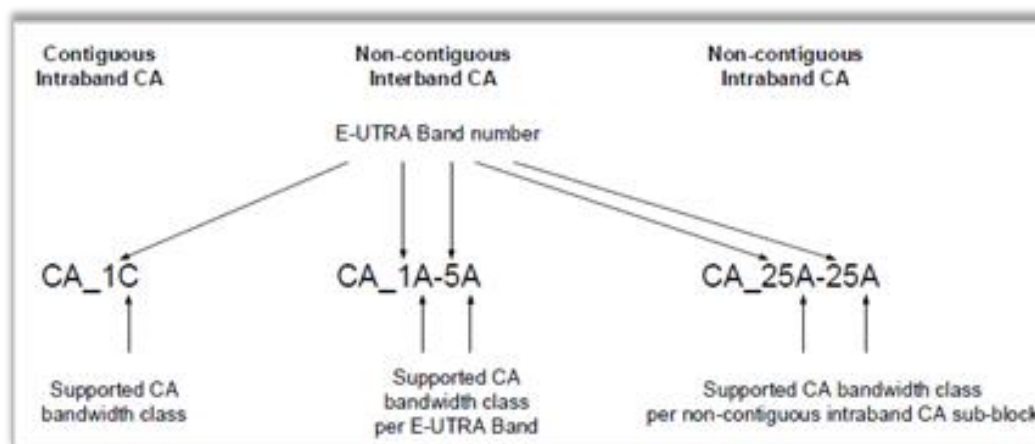 Contiguous
Intraband CA
Non-contiguous
Interband CA
Non-contiguous
Intraband CA
E-UTRA Band number
CA_1C
CA_1A-5A
CA_25A-25A
Supported CA
bandwidth class
Supported CA
bandwidth class
per E-UTRA Band
Supported CA bandwidth class
per non-contiguous intraband CA sub-block